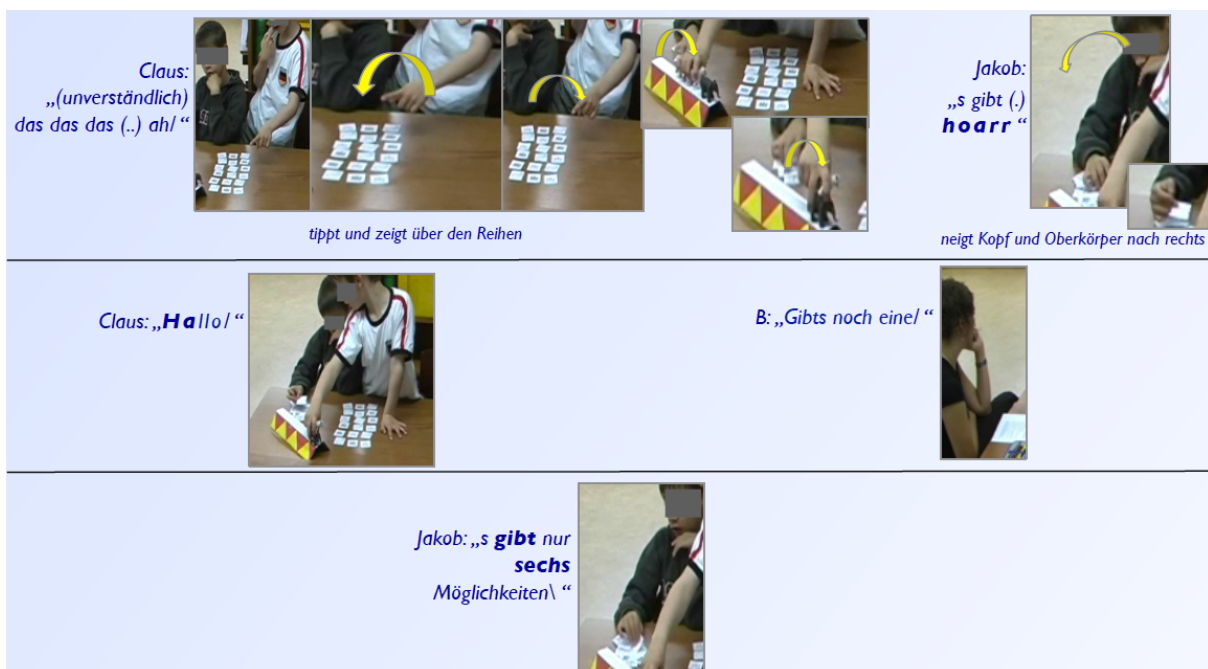 Claus:
„(unverständlich)
das das das (..) ah/ “
tippt und zeigt über den Reihen
Jakob:
„s gibt (.)
hoarr “
neigt Kopf und Oberkörper nach rechts
Claus: „Hallo/ “
B: „Gibts noch eine/ “
Jakob: „s gibt nur
sechs
Möglichkeiten\ “